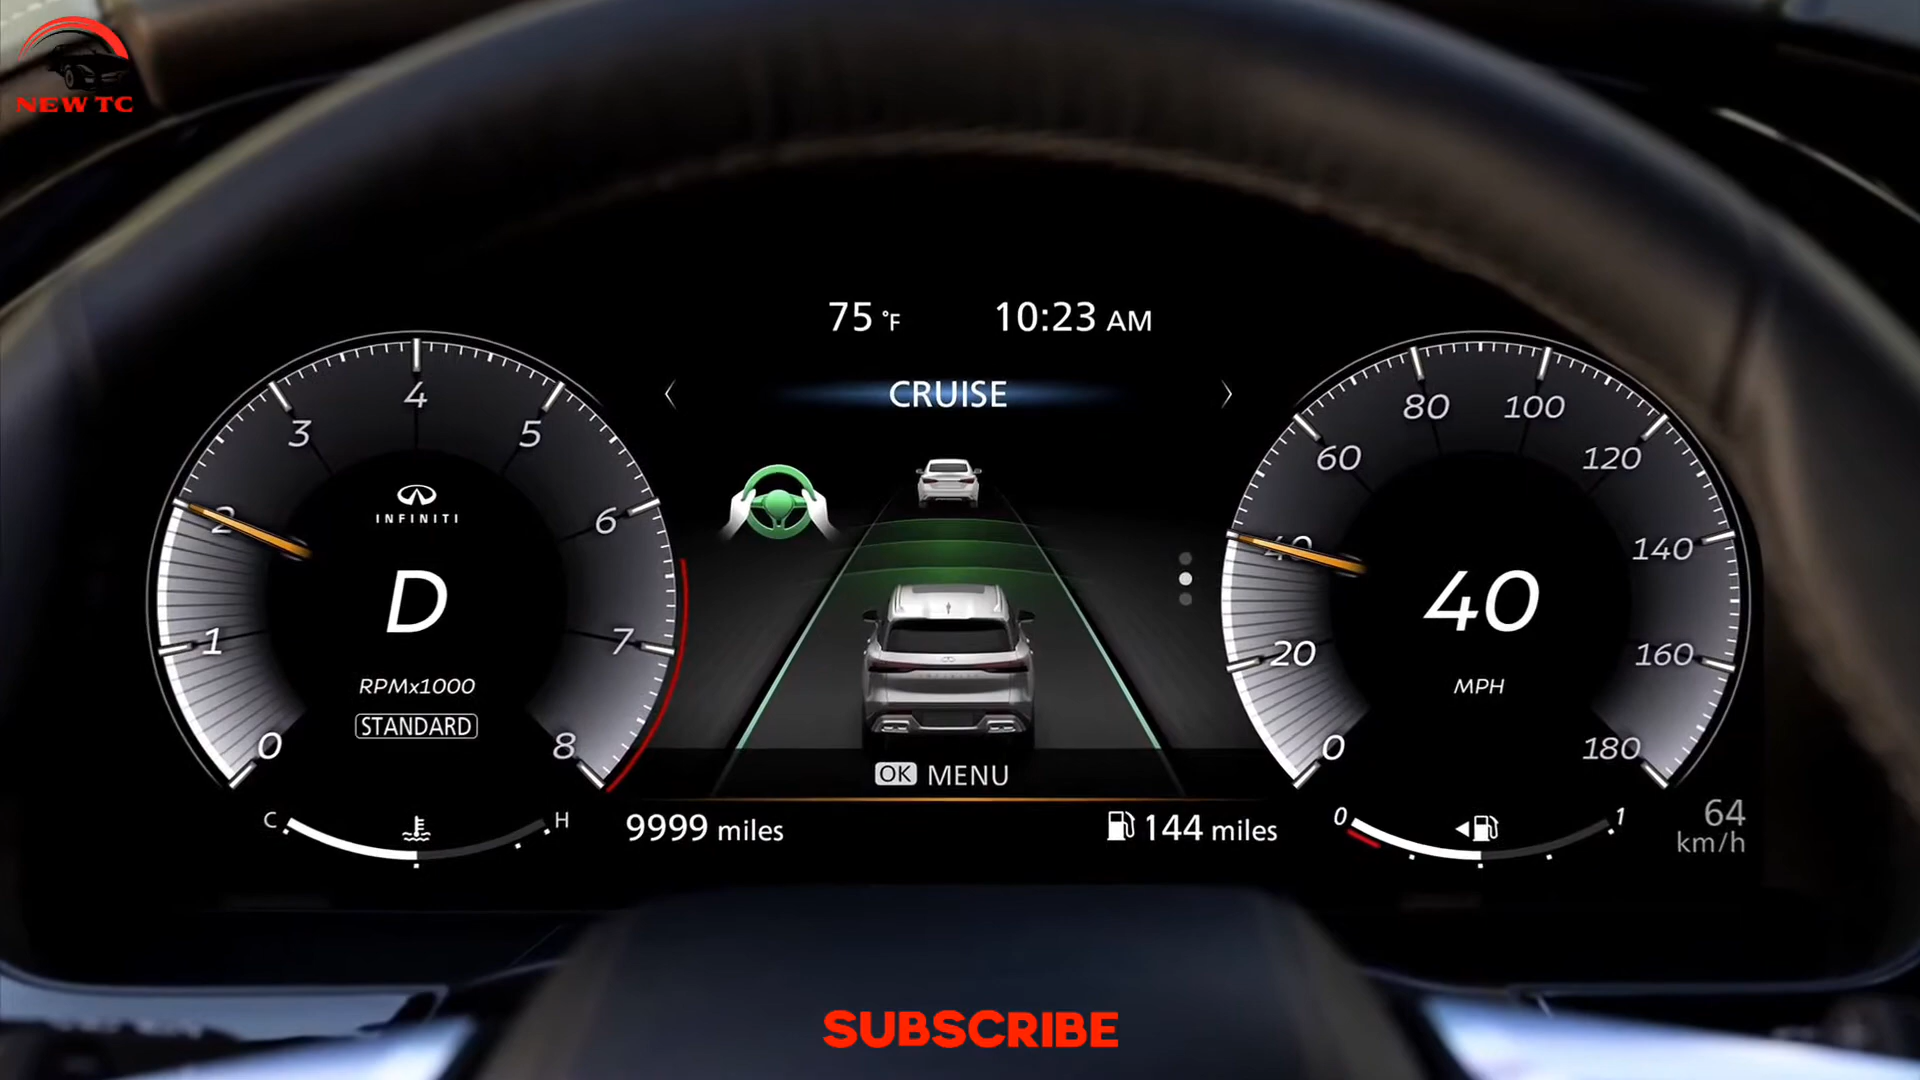 NEW TC
75 °F
10:23 AM
< CRUISE >
0
1
2
3
4
5
6
7
8
INFINITI
D
RPMx1000
STANDARD
C
H
OK MENU
9999 miles
144 miles
0
20
40
60
80
100
120
140
160
180
40
MPH
0
1
64
km/h
SUBSCRIBE